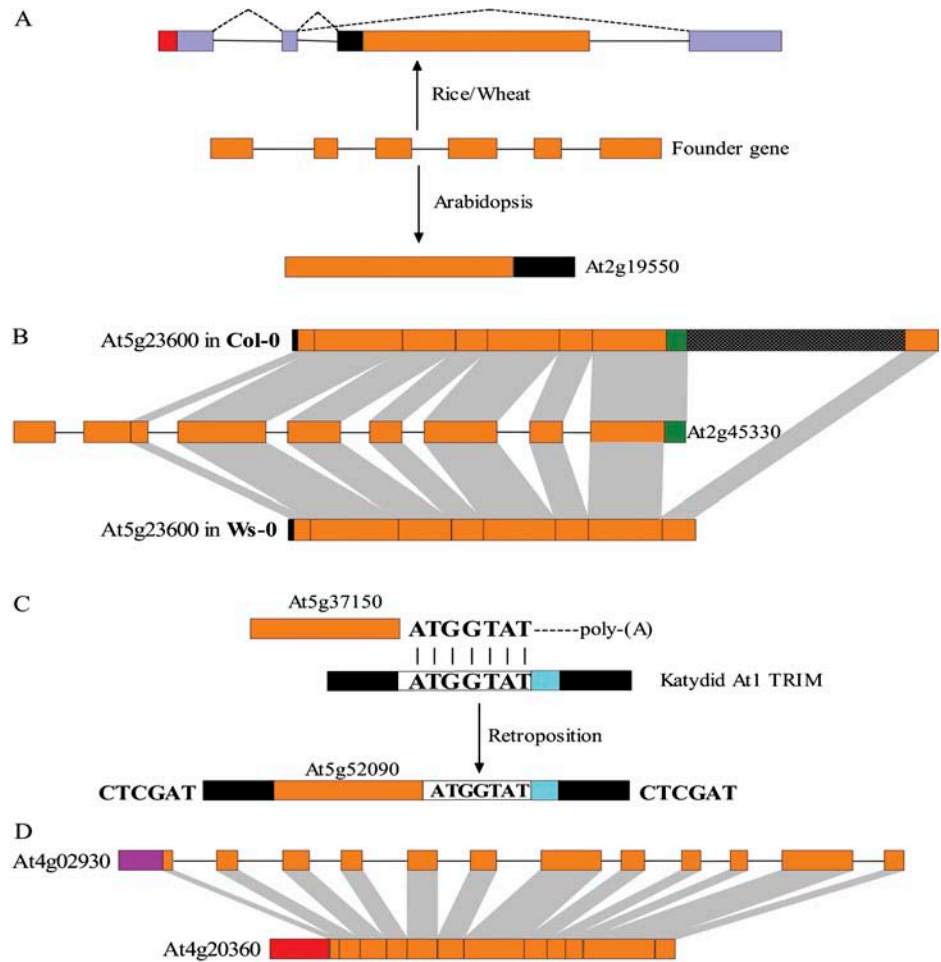 A
Rice/Wheat
Founder gene
Arabidopsis
At2g19550
B
At5g23600 in Col-0
At2g45330
At5g23600 in Ws-0
C
At5g37150
ATGGTAT------poly-(A)
ATGGTAT
Katydid At1 TRIM
Retroposition
At5g52090
CTCGAT
ATGGTAT
CTCGAT
D
At4g02930
At4g20360